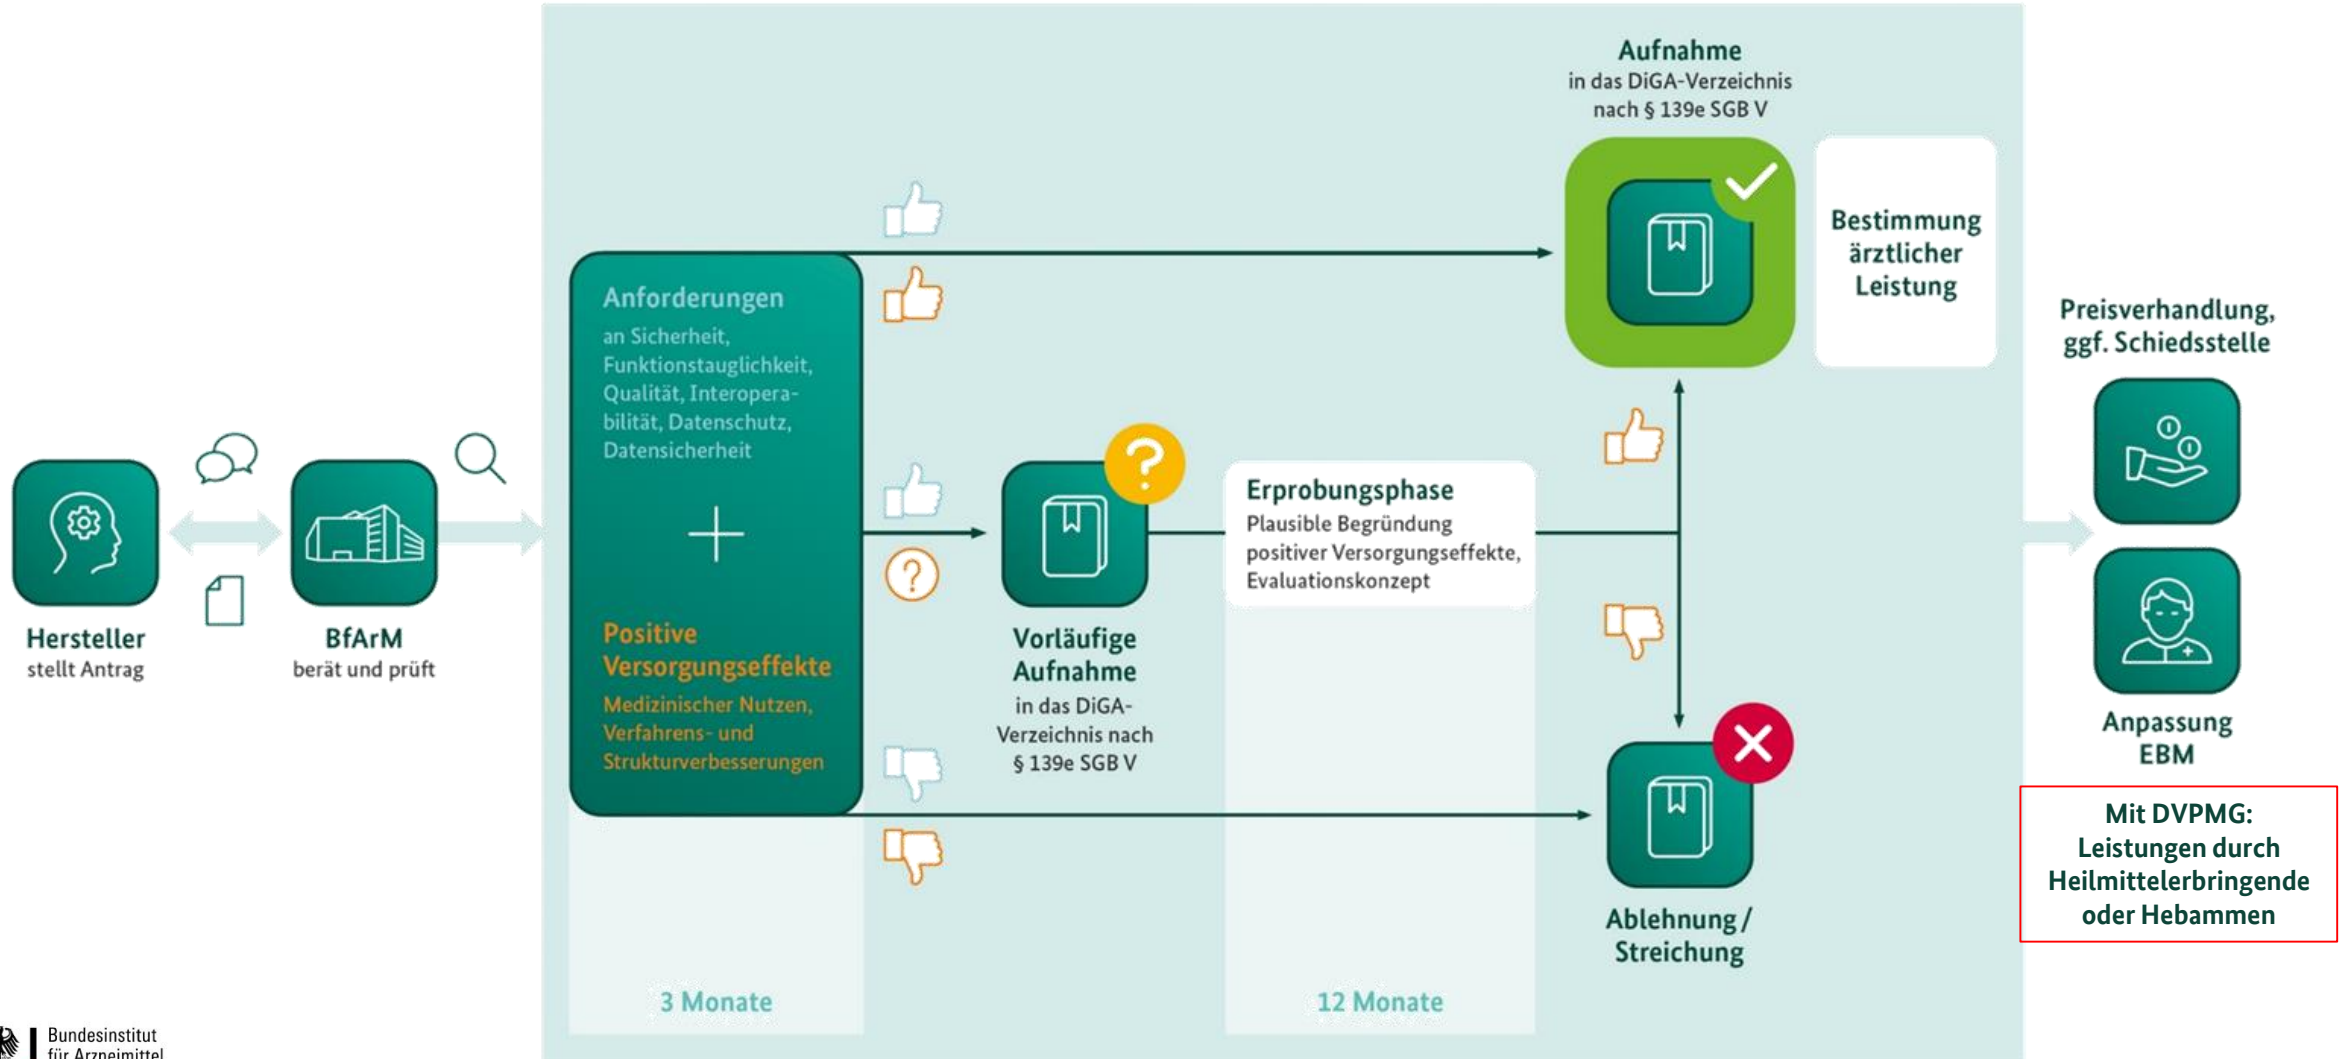 Hersteller
stellt Antrag
BfArM
berät und prüft
Anforderungen
an Sicherheit,
Funktionstauglichkeit,
Qualität, Interopera-
bilität, Datenschutz,
Datensicherheit
+
Positive
Versorgungseffekte
Medizinischer Nutzen,
Verfahrens- und
Strukturverbesserungen
3 Monate
?
?
Vorläufige
Aufnahme
in das DiGA-
Verzeichnis nach
§ 139e SGB V
Erprobungsphase
Plausible Begründung
positiver Versorgungseffekte,
Evaluationskonzept
12 Monate
Aufnahme
in das DiGA-Verzeichnis
nach § 139e SGB V
Bestimmung
ärztlicher
Leistung
Ablehnung /
Streichung
Preisverhandlung,
ggf. Schiedsstelle
Anpassung
EBM
Mit DVPMG:
Leistungen durch
Heilmittelerbringende
oder Hebammen
Bundesinstitut
für Arzneimittel